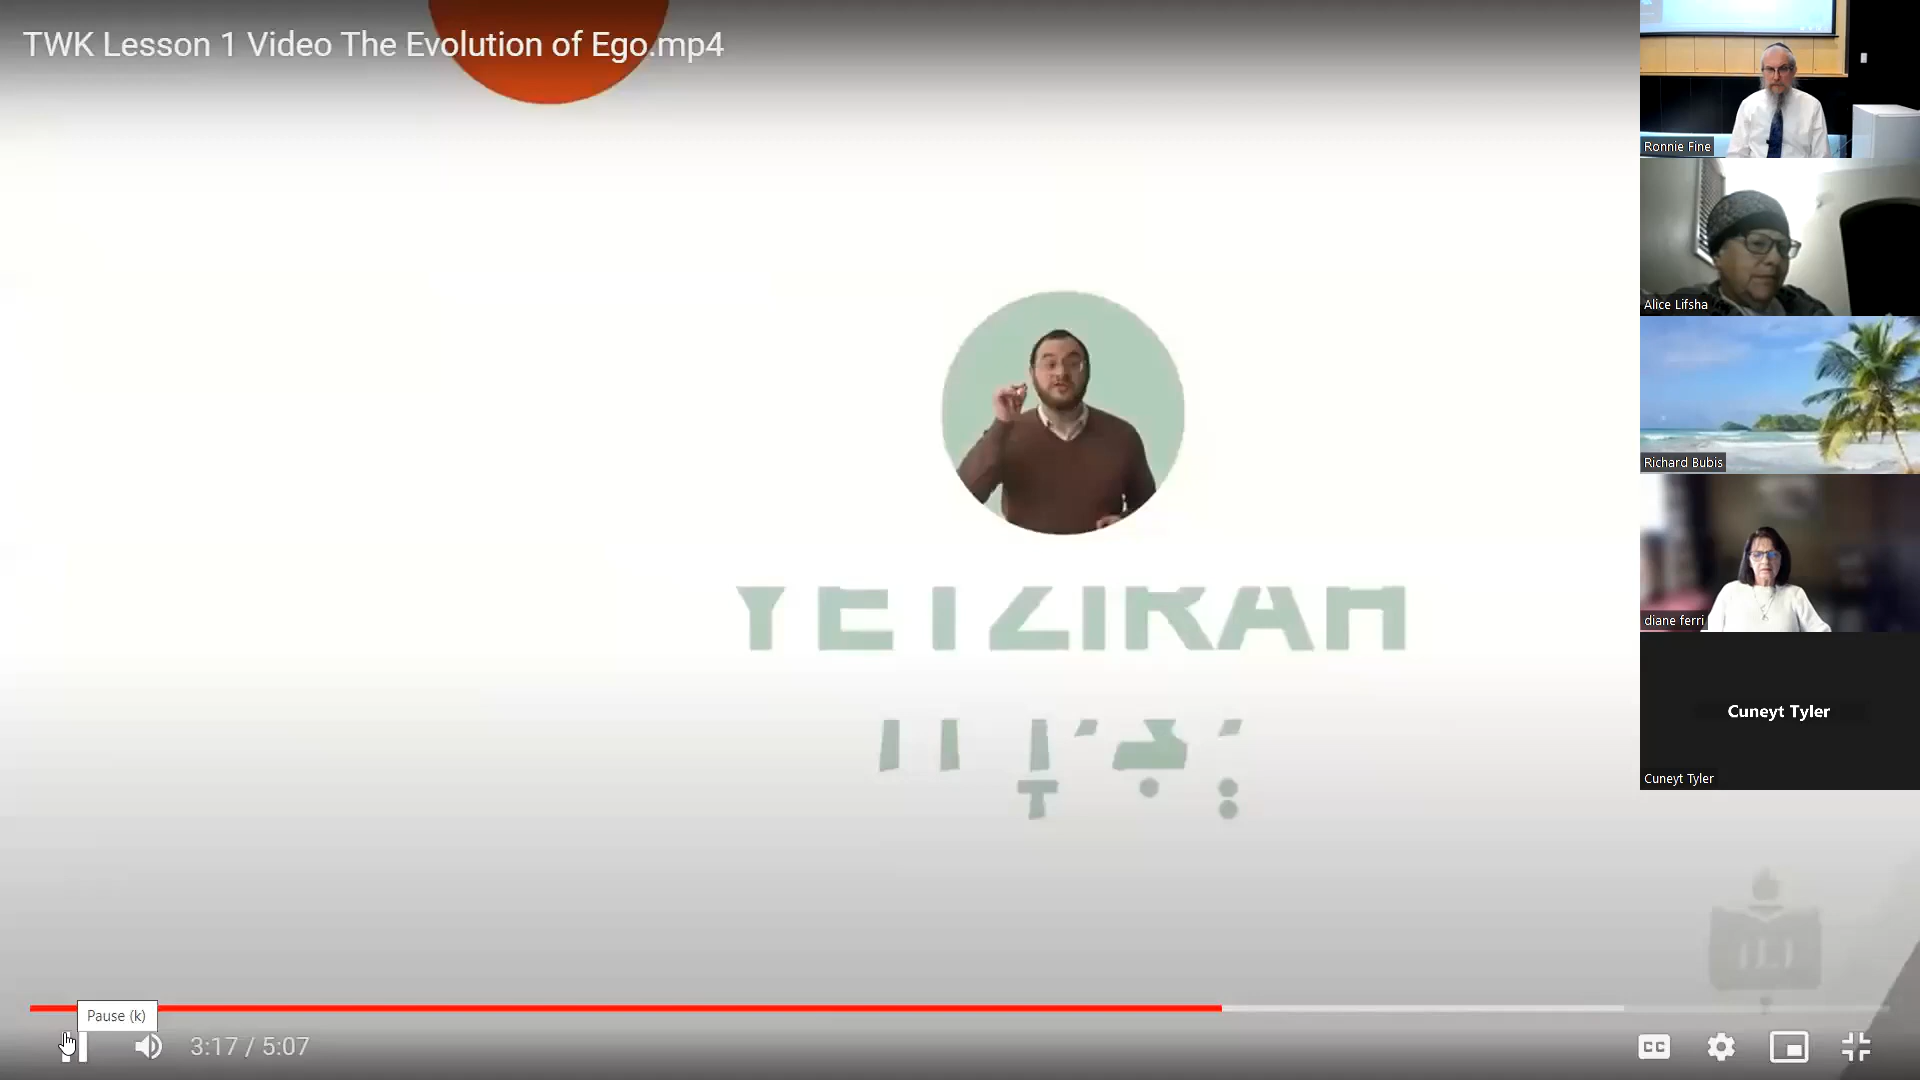 TWK Lesson 1 Video The Evolution of Ego.mp4
Ronnie Fine
Alice Lifsha
Richard Bubis
diane ferri
Cuneyt Tyler
Cuneyt Tyler
YETZIRAH
Pause (k)
3:17 / 5:07
CC